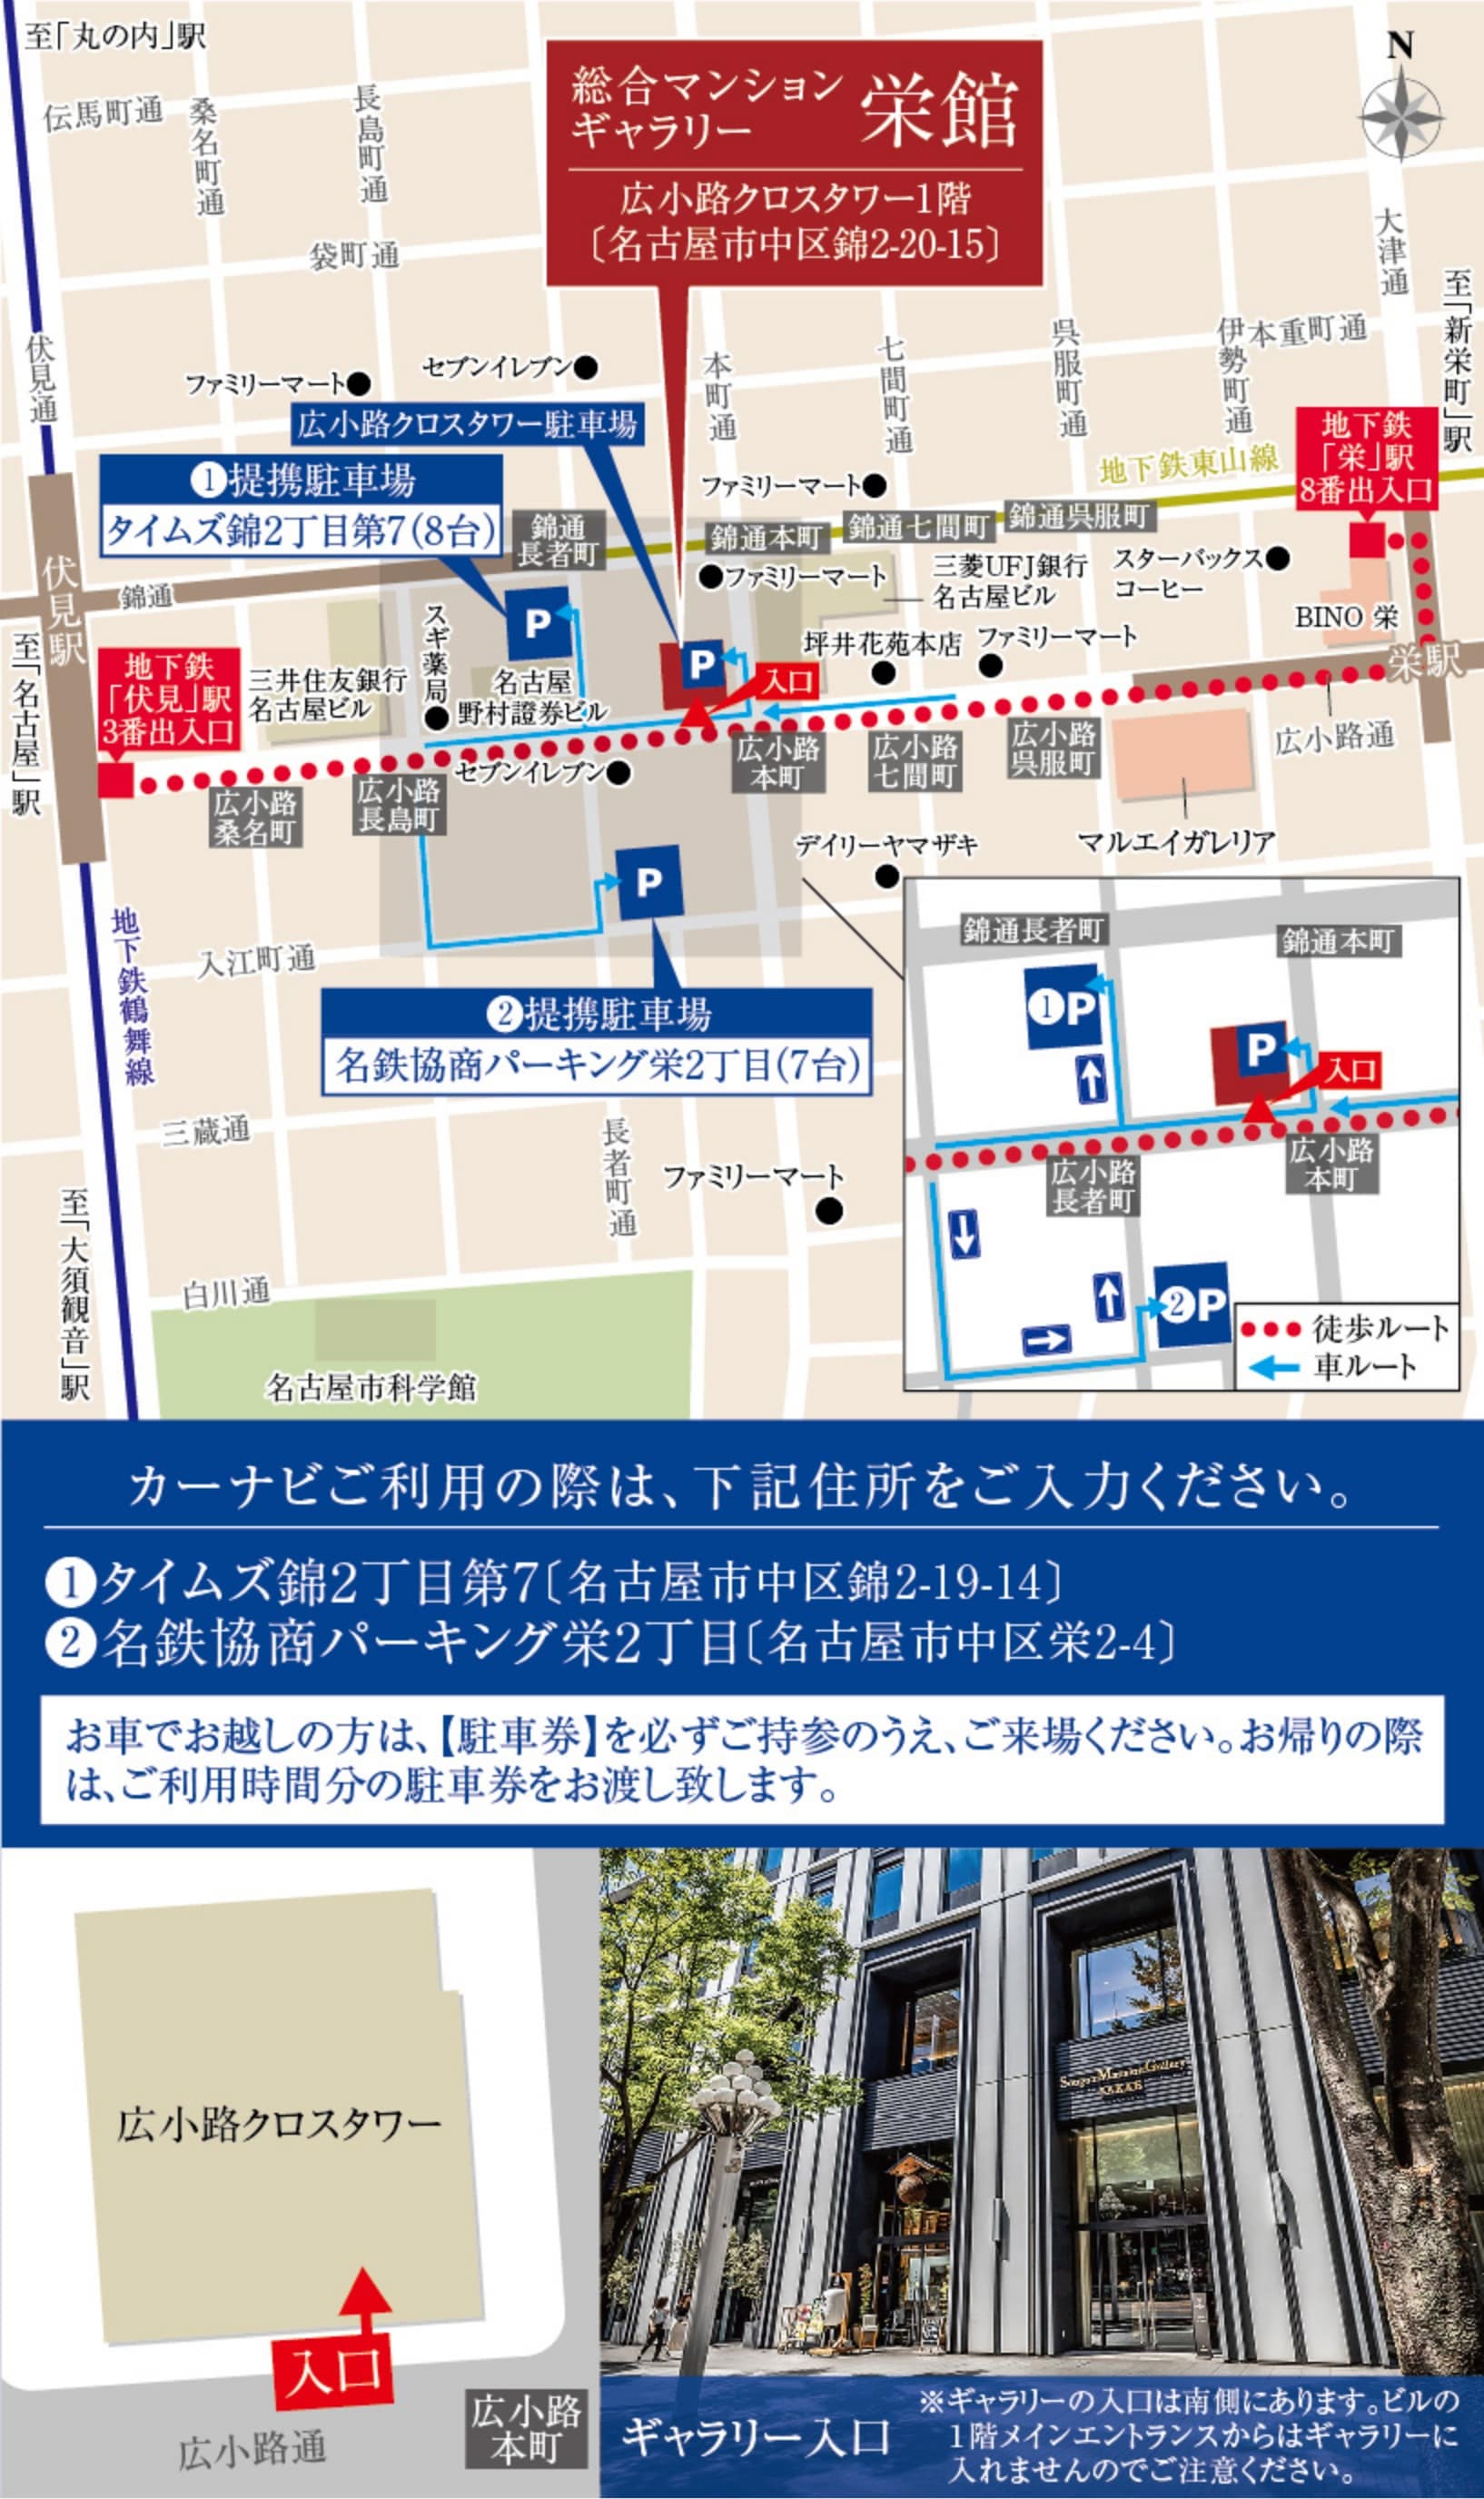 至「丸の内」駅
伝馬町通
桑名町通
長島町通
袋町通
総合マンション
ギャラリー
栄館
広小路クロスタワー1階
〔名古屋市中区錦2-20-15〕
N
大津通
至「新栄町」駅
伏見通
ファミリーマート
セブンイレブン
本町通
七間町通
呉服町通
伊勢町通
本重町通
広小路クロスタワー駐車場
❶提携駐車場
タイムズ錦2丁目第7(8台)
錦通
長者町
ファミリーマート
地下鉄東山線
地下鉄
「栄」駅
8番出入口
錦通本町
錦通七間町
錦通呉服町
伏見駅
錦通
ファミリーマート
三菱UFJ銀行
名古屋ビル
スターバックス
コーヒー
BINO 栄
P
スギ薬局
坪井花苑本店
ファミリーマート
栄駅
至「名古屋」駅
地下鉄
「伏見」駅
3番出入口
三井住友銀行
名古屋ビル
名古屋
野村證券ビル
P
入口
広小路
本町
広小路
七間町
広小路
呉服町
広小路通
セブンイレブン
広小路
桑名町
広小路
長島町
デイリーヤマザキ
マルエイガレリア
P
地下鉄鶴舞線
入江町通
❷提携駐車場
名鉄協商パーキング栄2丁目(7台)
三蔵通
長者町通
ファミリーマート
至「大須観音」駅
白川通
名古屋市科学館
錦通長者町
錦通本町
❶P
P
入口
広小路
長者町
広小路
本町
❷P
徒歩ルート
車ルート
カーナビご利用の際は、下記住所をご入力ください。
❶タイムズ錦2丁目第7〔名古屋市中区錦2-19-14〕
❷名鉄協商パーキング栄2丁目〔名古屋市中区栄2-4〕
お車でお越しの方は、【駐車券】を必ずご持参のうえ、ご来場ください。お帰りの際
は、ご利用時間分の駐車券をお渡し致します。
広小路クロスタワー
入口
広小路通
広小路
本町
SAKAE
ギャラリー入口
※ギャラリーの入口は南側にあります。ビルの
1階メインエントランスからはギャラリーに
入れませんのでご注意ください。